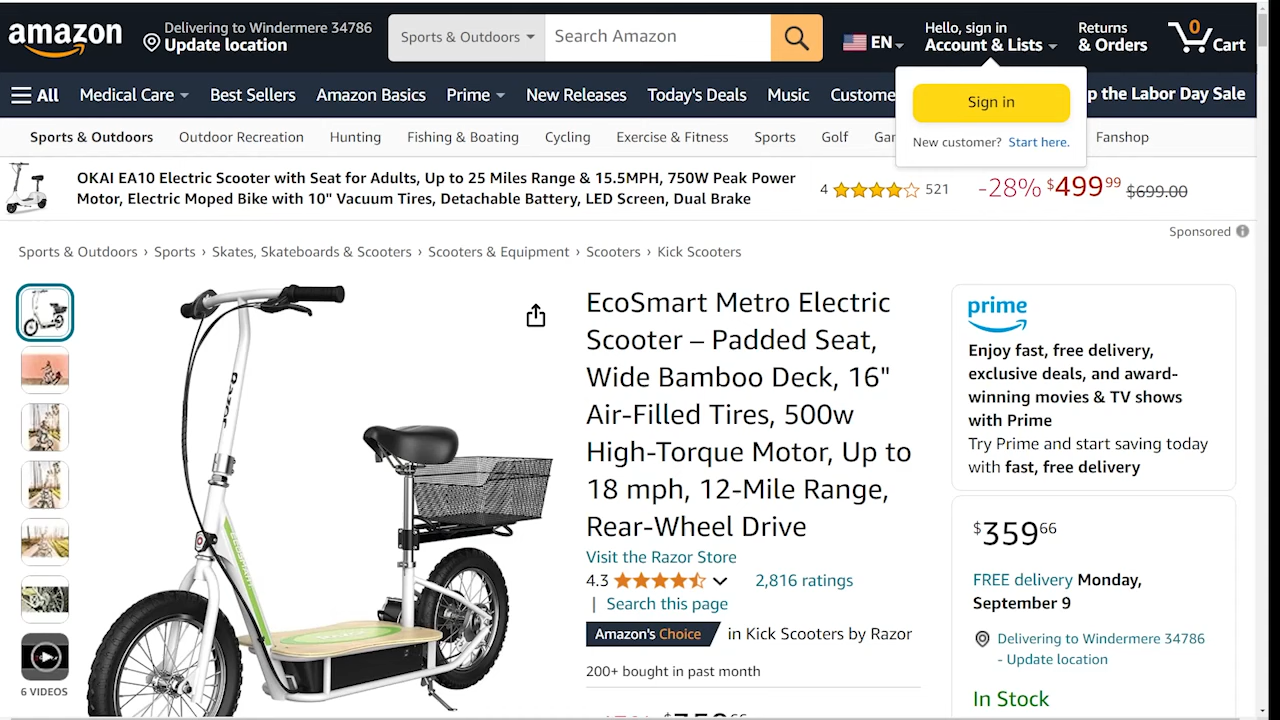 amazon
Delivering to Windermere 34786
Update location
Sports & Outdoors
Search Amazon
EN
Hello, sign in
Account & Lists
Returns
& Orders
0
Cart
All
Medical Care
Best Sellers
Amazon Basics
Prime
New Releases
Today's Deals
Music
Custome
p the Labor Day Sale
Sign in
New customer? Start here.
Sports & Outdoors
Outdoor Recreation
Hunting
Fishing & Boating
Cycling
Exercise & Fitness
Sports
Golf
Gar
Fanshop
OKAI EA10 Electric Scooter with Seat for Adults, Up to 25 Miles Range & 15.5MPH, 750W Peak Power
Motor, Electric Moped Bike with 10" Vacuum Tires, Detachable Battery, LED Screen, Dual Brake
4
521
-28% $499.99 $699.00
Sponsored
Sports & Outdoors › Sports › Skates, Skateboards & Scooters › Scooters & Equipment › Scooters › Kick Scooters
RAZOR
ECOSMART
6 VIDEOS
EcoSmart Metro Electric
Scooter – Padded Seat,
Wide Bamboo Deck, 16"
Air-Filled Tires, 500w
High-Torque Motor, Up to
18 mph, 12-Mile Range,
Rear-Wheel Drive
Visit the Razor Store
4.3
2,816 ratings
| Search this page
Amazon's Choice in Kick Scooters by Razor
200+ bought in past month
prime
Enjoy fast, free delivery,
exclusive deals, and award-
winning movies & TV shows
with Prime
Try Prime and start saving today
with fast, free delivery
$359 66
FREE delivery Monday,
September 9
Delivering to Windermere 34786
- Update location
In Stock